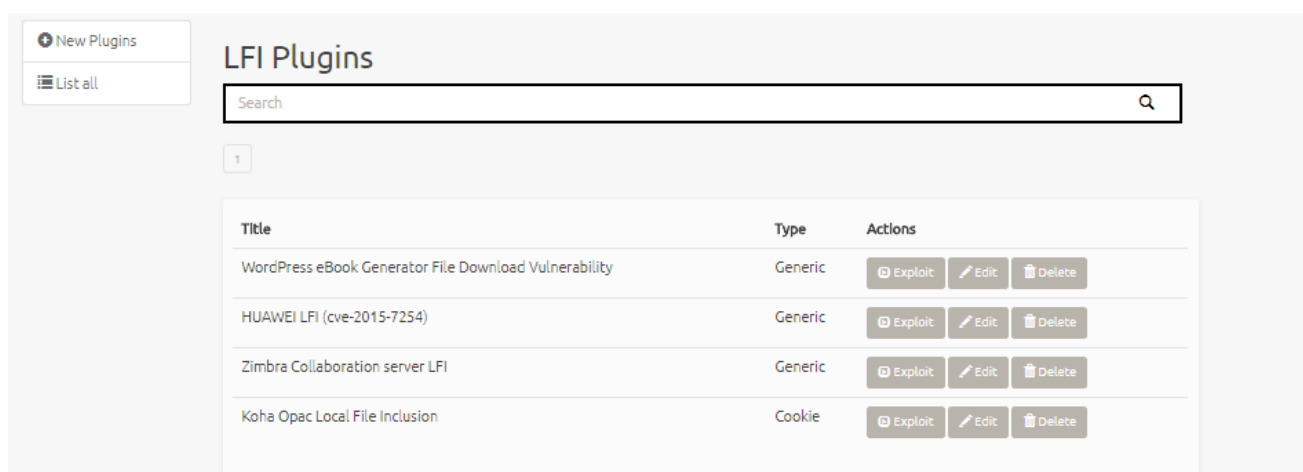 New Plugins
List all
LFI Plugins
Search
1
Title Type Actions
WordPress eBook Generator File Download Vulnerability Generic Exploit Edit Delete
HUAWEI LFI (cve-2015-7254) Generic Exploit Edit Delete
Zimbra Collaboration server LFI Generic Exploit Edit Delete
Koha Opac Local File Inclusion Cookie Exploit Edit Delete